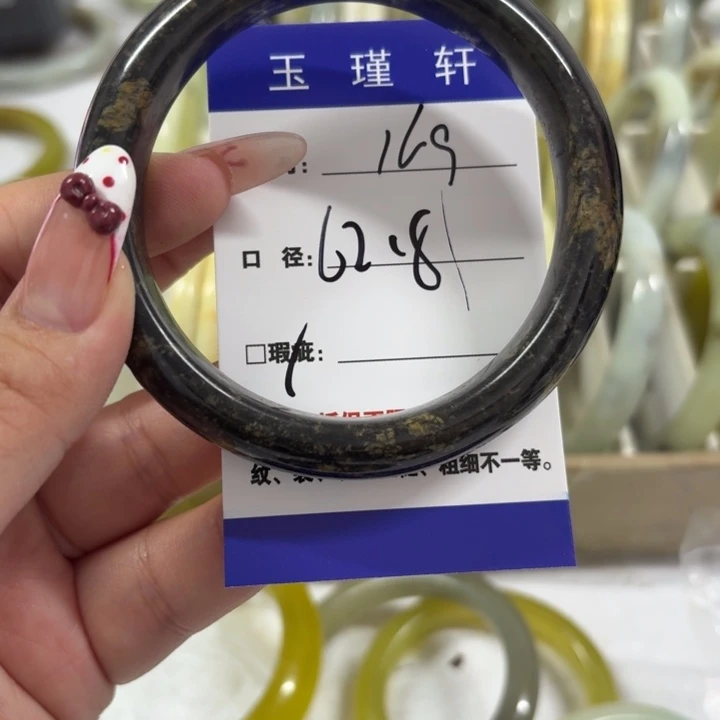 玉瑾轩
: 169
口径: 62.8
□瑕疵:
纹、
、粗细不一等。